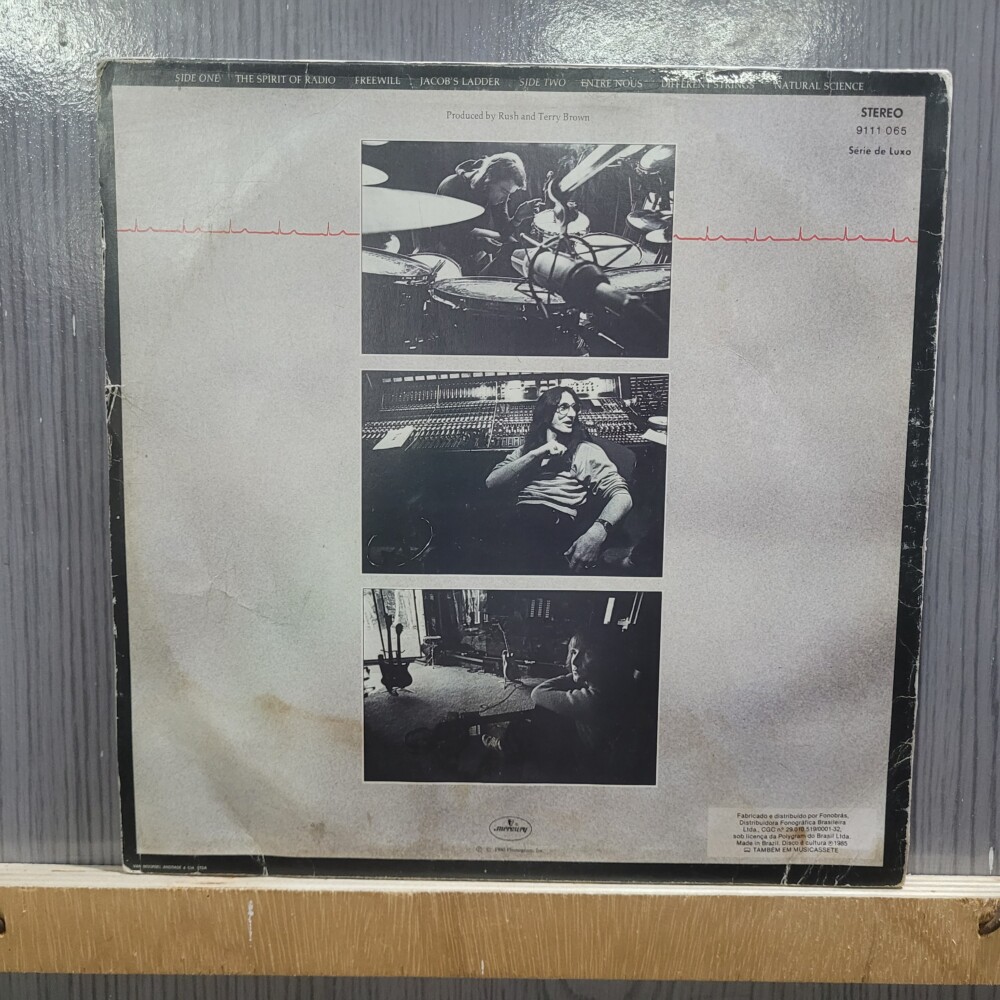 SIDE ONE THE SPIRIT OF RADIO FREEWILL JACOB'S LADDER SIDE TWO ENTRE NOUS DIFFERENT STRINGS NATURAL SCIENCE
Produced by Rush and Terry Brown
STEREO
9111 065
Série de Luxo
mercury
1980
Fabricado e distribuído por Fonobrás,
Distribuidora Fonográfica Brasileira
Ltda., CGC nº 29.010.519/0001-32,
sob licença da Polygram do Brasil Ltda.
Made in Brazil. Disco é cultura ℗ 1985
TAMBÉM EM MUSICASSETE